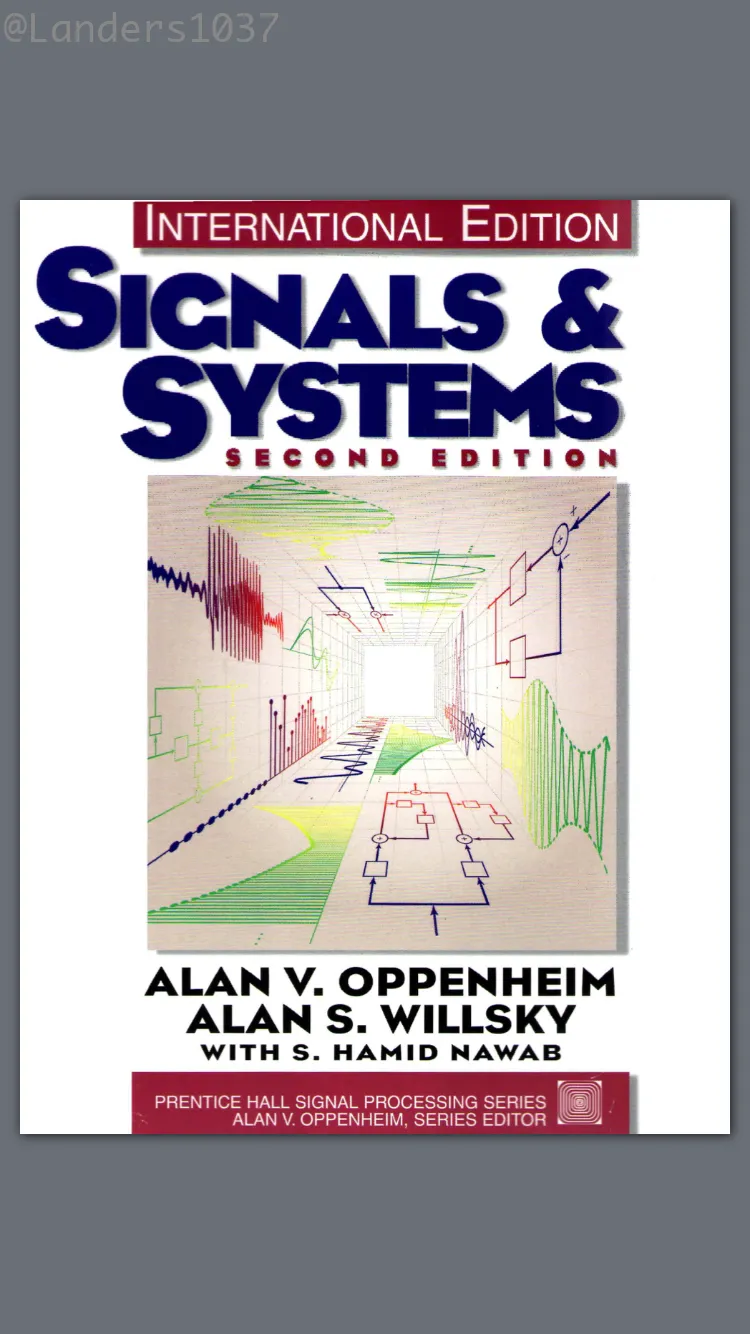 @Landers1037
INTERNATIONAL EDITION
SIGNALS &
SYSTEMS
SECOND EDITION
ALAN V. OPPENHEIM
ALAN S. WILLSKY
WITH S. HAMID NAWAB
PRENTICE HALL SIGNAL PROCESSING SERIES
ALAN V. OPPENHEIM, SERIES EDITOR